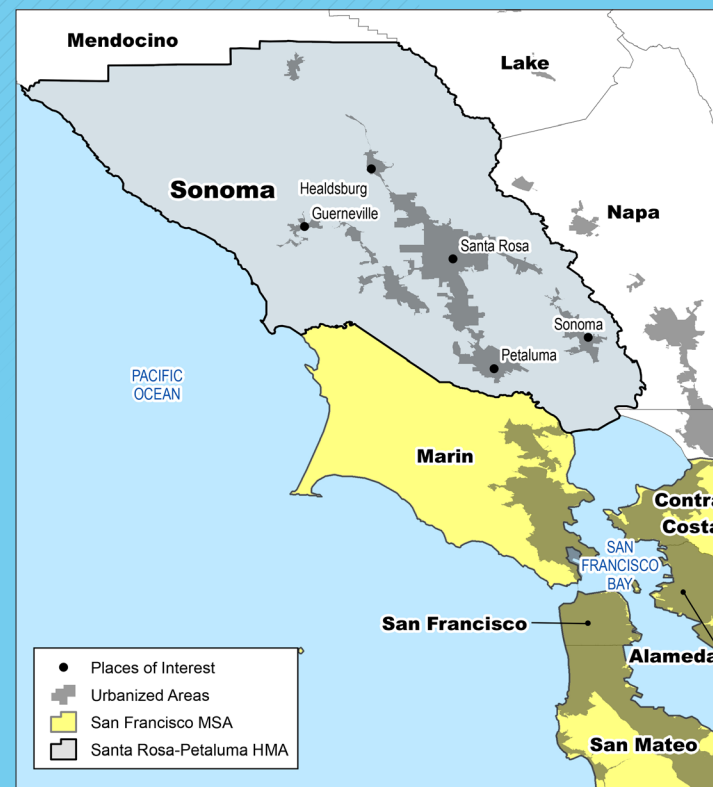 Mendocino
Lake
Sonoma
Healdsburg
Guerneville
Napa
Santa Rosa
Sonoma
Petaluma
PACIFIC
OCEAN
Marin
Contr
Costa
SAN
FRANCISCO
BAY
San Francisco
Alameda
San Mateo
Places of Interest
Urbanized Areas
San Francisco MSA
Santa Rosa-Petaluma HMA